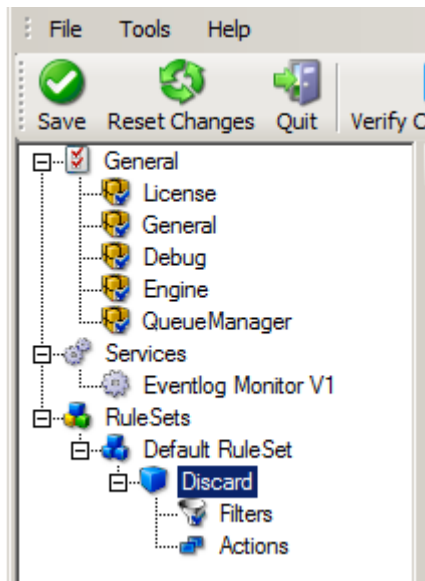 File Tools Help
Save Reset Changes Quit Verify
General
License
General
Debug
Engine
QueueManager
Services
Eventlog Monitor V1
RuleSets
Default RuleSet
Discard
Filters
Actions